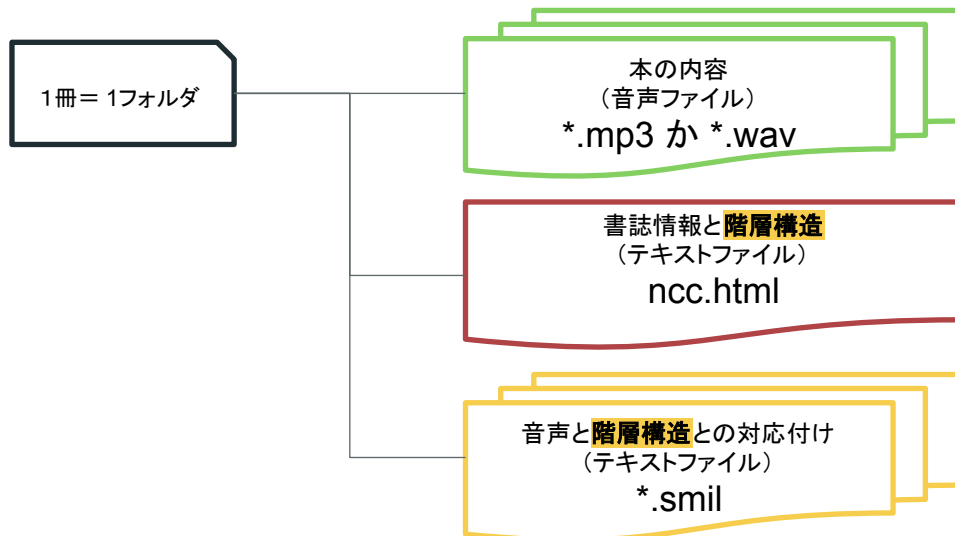 1冊= 1フォルダ
本の内容
(音声ファイル)
*.mp3 か *.wav
書誌情報と階層構造
(テキストファイル)
ncc.html
音声と階層構造との対応付け
(テキストファイル)
*.smil